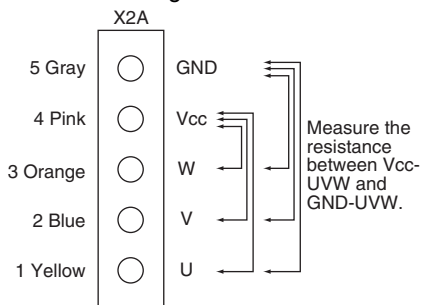 X2A
5 Gray GND
4 Pink Vcc
3 Orange W
2 Blue V
1 Yellow U
Measure the
resistance
between Vcc-
UVW and
GND-UVW.